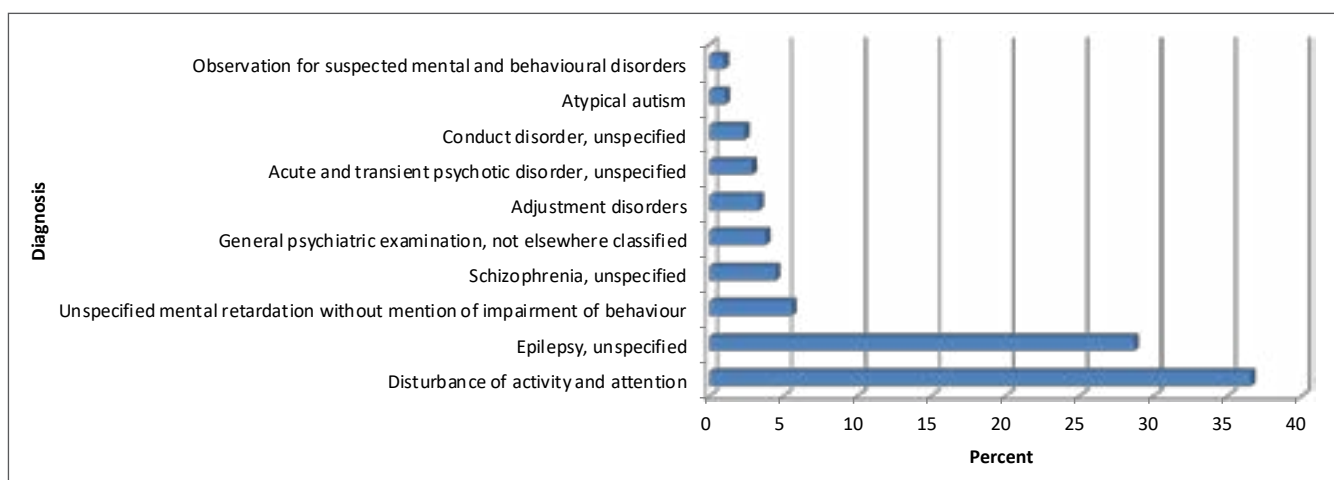 Observation for suspected mental and behavioural disorders
Atypical autism
Conduct disorder, unspecified
Acute and transient psychotic disorder, unspecified
Adjustment disorders
General psychiatric examination, not elsewhere classified
Schizophrenia, unspecified
Unspecified mental retardation without mention of impairment of behaviour
Epilepsy, unspecified
Disturbance of activity and attention
Diagnosis
0 5 10 15 20 25 30 35 40
Percent